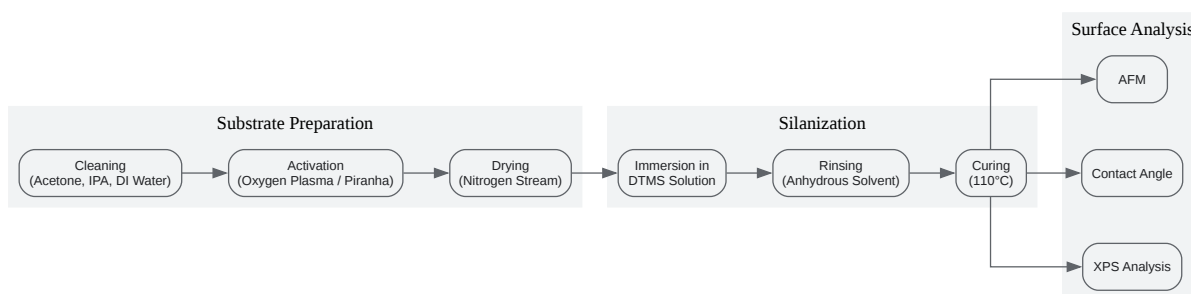 Substrate Preparation
Cleaning
(Acetone, IPA, DI Water)
Activation
(Oxygen Plasma / Piranha)
Drying
(Nitrogen Stream)
Silanization
Immersion in
DTMS Solution
Rinsing
(Anhydrous Solvent)
Curing
(110°C)
Surface Analysis
AFM
Contact Angle
XPS Analysis